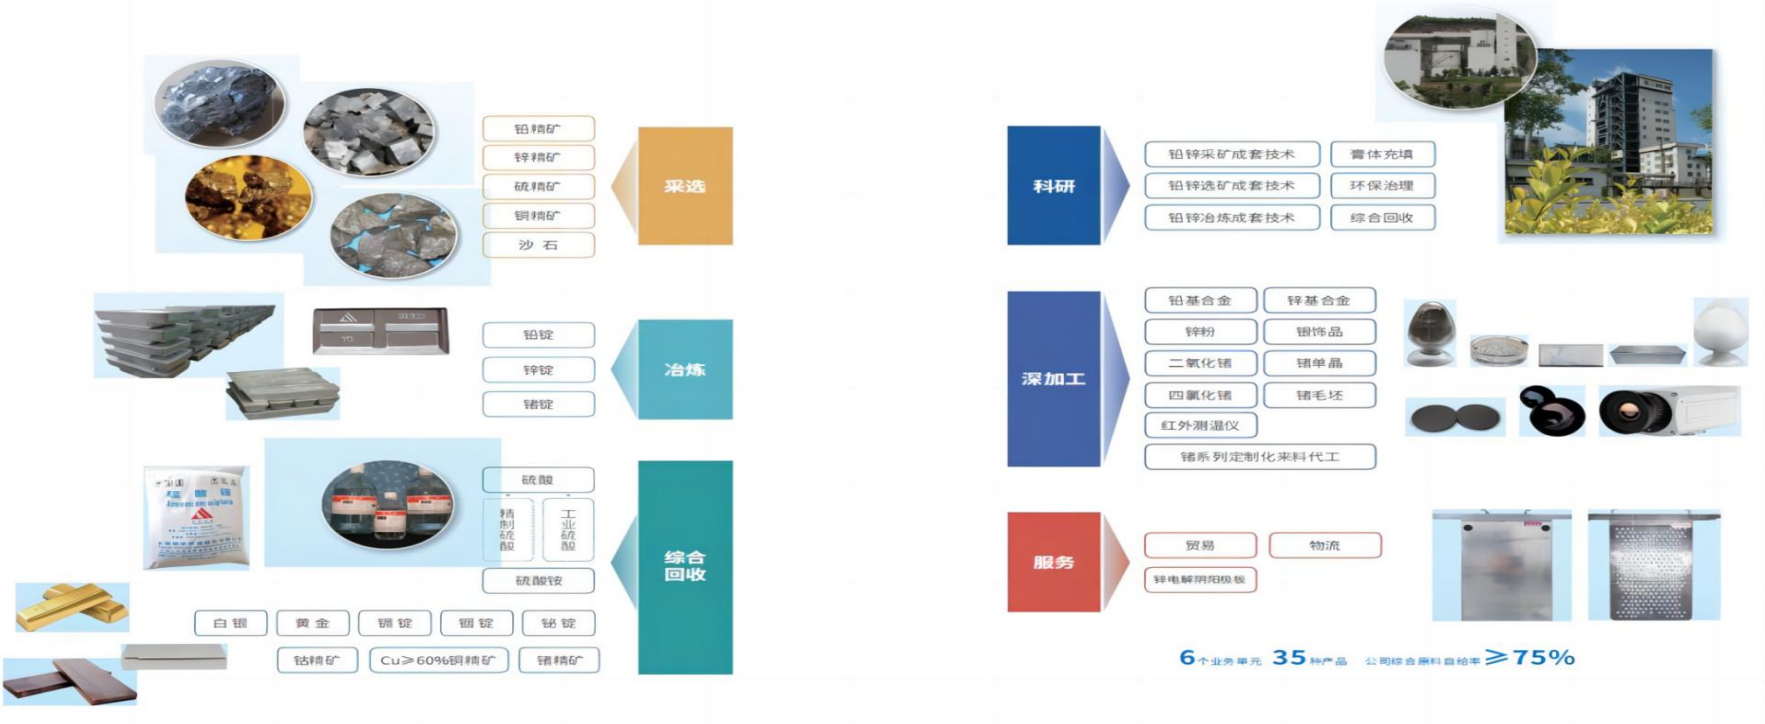 铅精矿
锌精矿
硫精矿
铜精矿
沙 石
采选
铅锭
锌锭
锗锭
冶炼
硫酸
精制硫酸
工业硫酸
硫酸铵
综合
回收
白银
黄金
镉锭
铟锭
铋锭
钴精矿
Cu≥60%铜精矿
锗精矿
科研
铅锌采矿成套技术
膏体充填
铅锌选矿成套技术
环保治理
铅锌冶炼成套技术
综合回收
深加工
铅基合金
锌基合金
锌粉
银饰品
二氧化锗
锗单晶
四氯化锗
锗毛坯
红外测温仪
锗系列定制化来料代工
服务
贸易
物流
锌电解阴阳极板
6个业务单元 35种产品 公司综合原料自给率≥75%